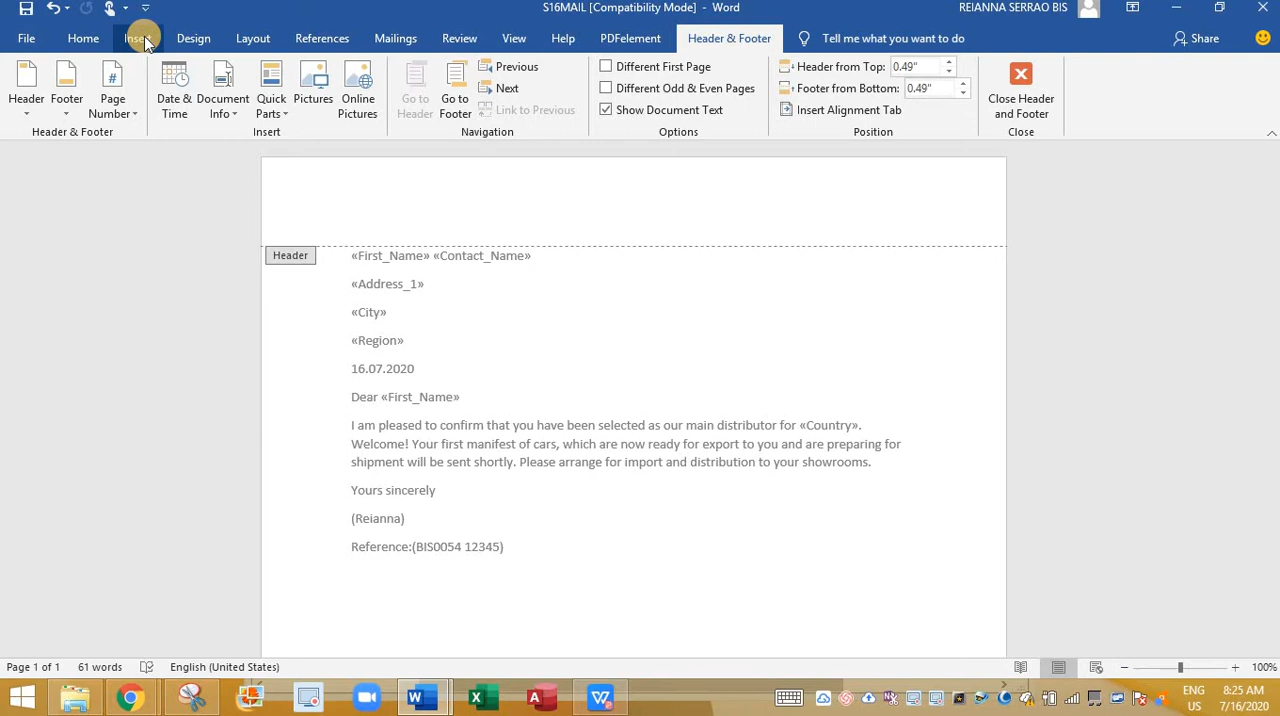 S16MAIL [Compatibility Mode] - Word
REIANNA SERRAO BIS
File Home Insert Design Layout References Mailings Review View Help PDFelement Header & Footer Tell me what you want to do Share
Header
Footer
Page Number
Header & Footer
Date & Time
Document Info
Quick Parts
Pictures
Online Pictures
Insert
Go to Header
Go to Footer
Previous
Next
Link to Previous
Navigation
Different First Page
Different Odd & Even Pages
Show Document Text
Options
Header from Top: 0.49"
Footer from Bottom: 0.49"
Insert Alignment Tab
Position
Close Header and Footer
Close
Header
«First_Name» «Contact_Name»
«Address_1»
«City»
«Region»
16.07.2020
Dear «First_Name»
I am pleased to confirm that you have been selected as our main distributor for «Country».
Welcome! Your first manifest of cars, which are now ready for export to you and are preparing for
shipment will be sent shortly. Please arrange for import and distribution to your showrooms.
Yours sincerely
(Reianna)
Reference:(BIS0054 12345)
Page 1 of 1 61 words English (United States) 100%
ENG 8:25 AM
US 7/16/2020